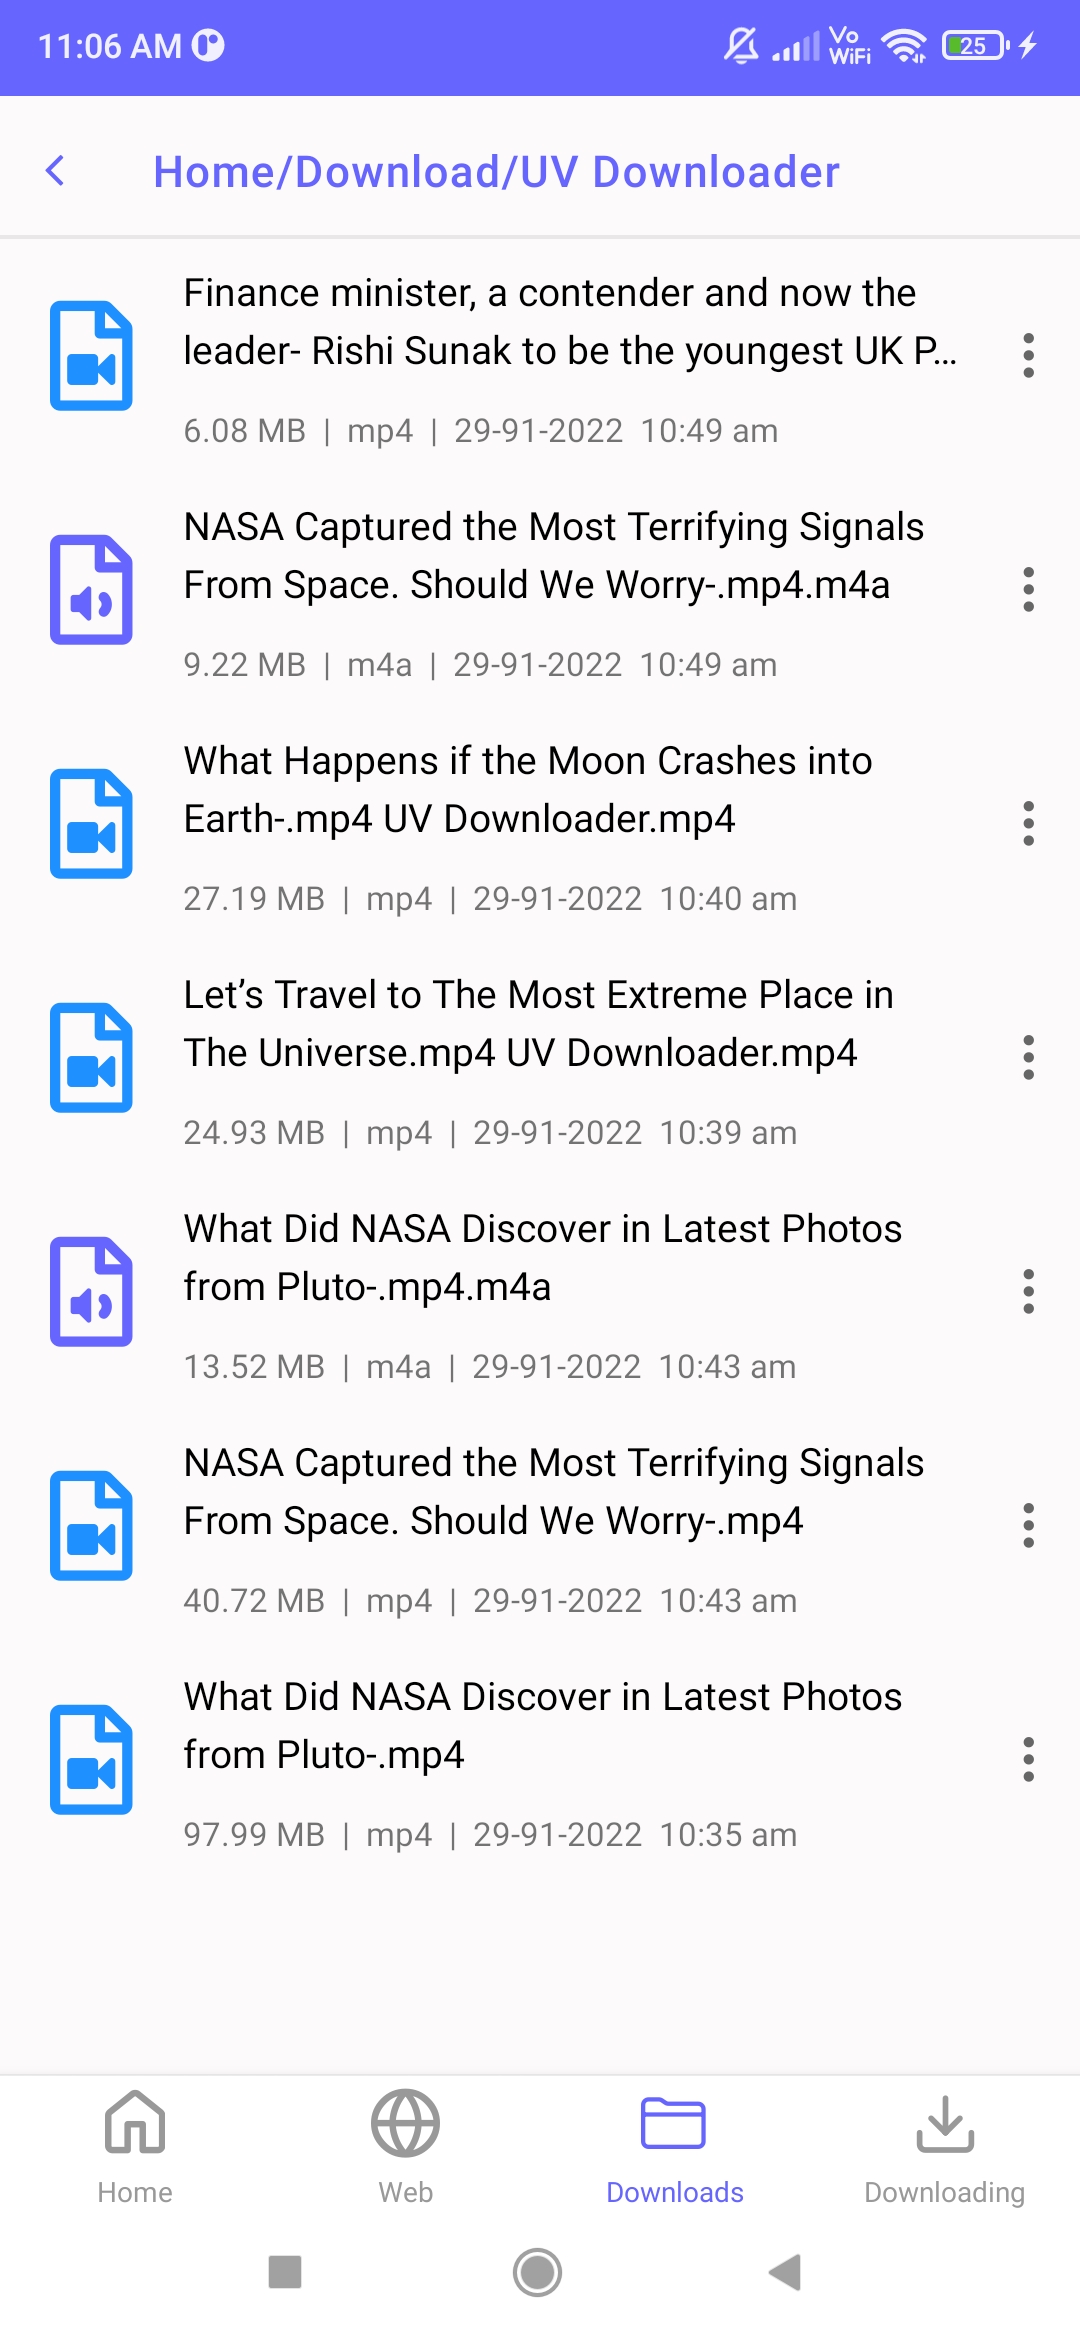 11:06 AM
Vo
WiFi
25
Home/Download/UV Downloader
Finance minister, a contender and now the
leader- Rishi Sunak to be the youngest UK P...
6.08 MB | mp4 | 29-91-2022 10:49 am
NASA Captured the Most Terrifying Signals
From Space. Should We Worry-.mp4.m4a
9.22 MB | m4a | 29-91-2022 10:49 am
What Happens if the Moon Crashes into
Earth-.mp4 UV Downloader.mp4
27.19 MB | mp4 | 29-91-2022 10:40 am
Let’s Travel to The Most Extreme Place in
The Universe.mp4 UV Downloader.mp4
24.93 MB | mp4 | 29-91-2022 10:39 am
What Did NASA Discover in Latest Photos
from Pluto-.mp4.m4a
13.52 MB | m4a | 29-91-2022 10:43 am
NASA Captured the Most Terrifying Signals
From Space. Should We Worry-.mp4
40.72 MB | mp4 | 29-91-2022 10:43 am
What Did NASA Discover in Latest Photos
from Pluto-.mp4
97.99 MB | mp4 | 29-91-2022 10:35 am
Home
Web
Downloads
Downloading